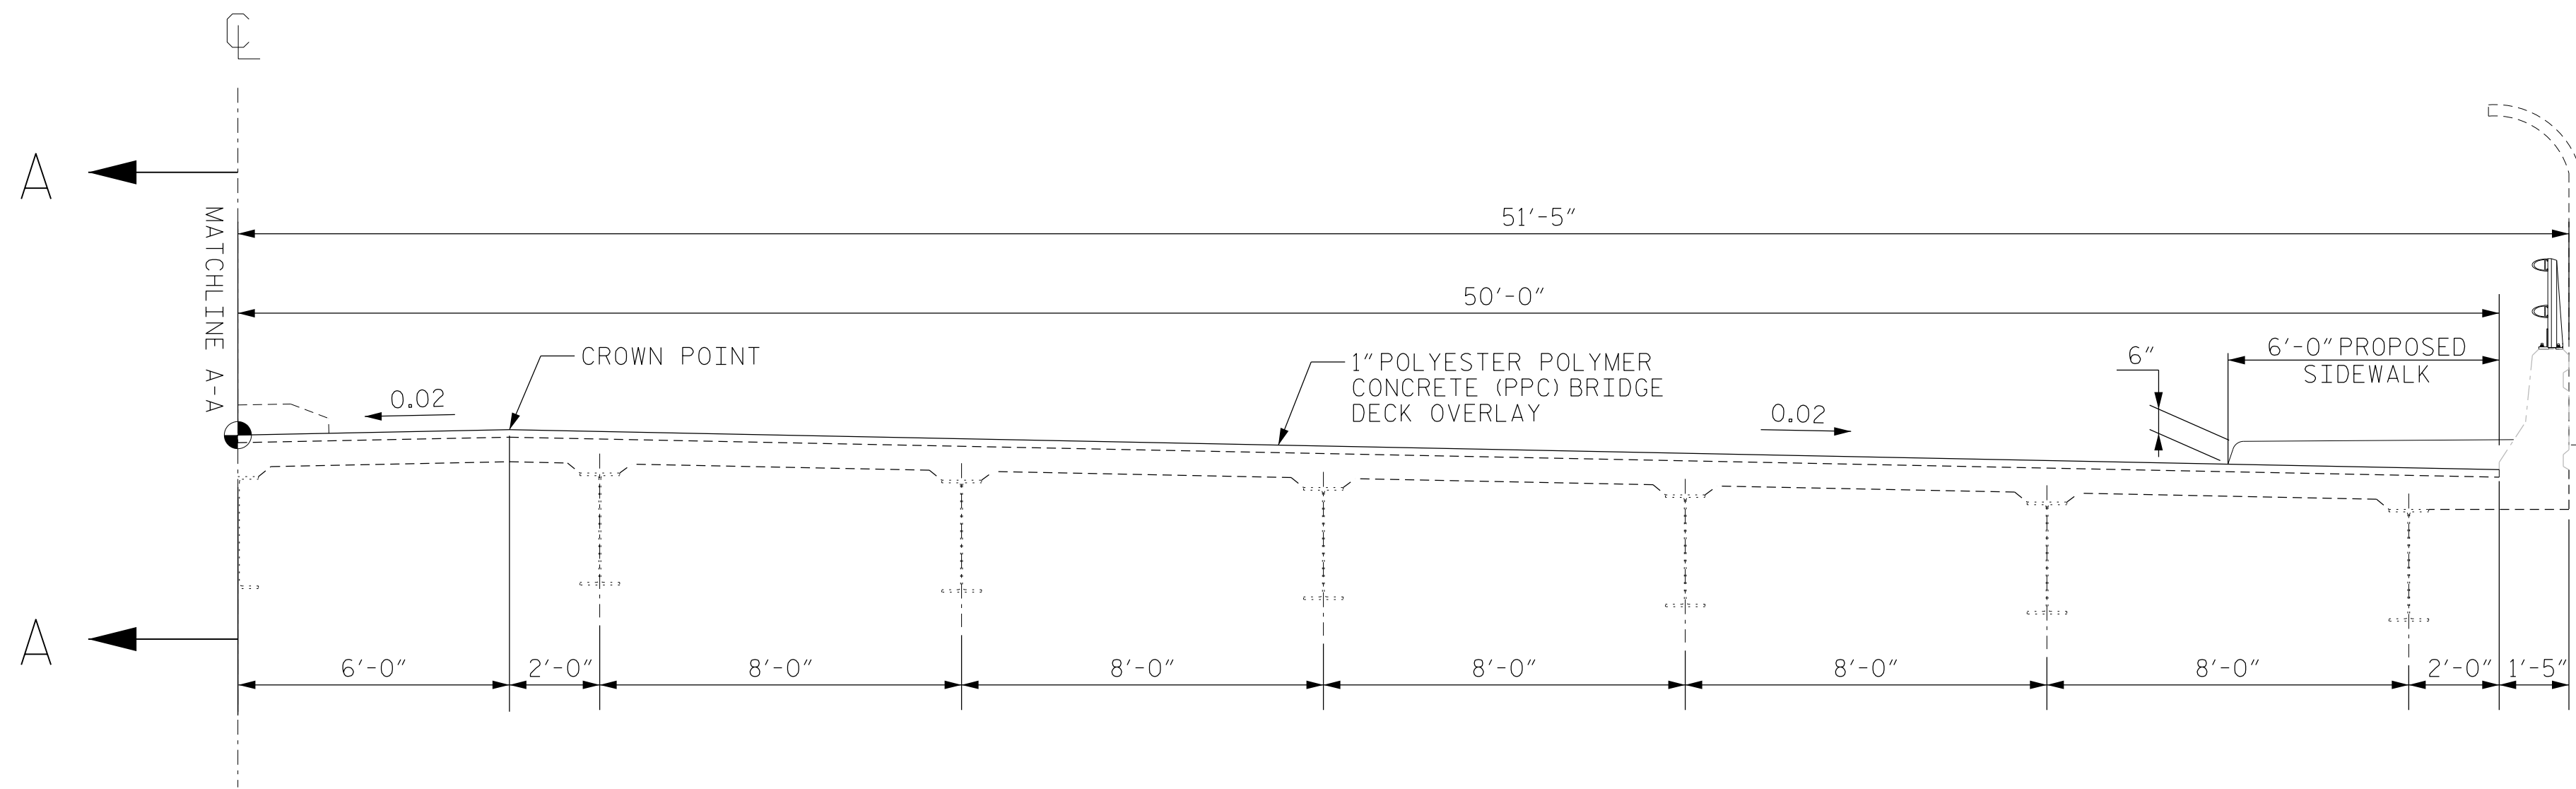 ℄
A
MATCHLINE A-A
51'-5"
50'-0"
CROWN POINT
1" POLYESTER POLYMER
CONCRETE (PPC) BRIDGE
DECK OVERLAY
6"
6'-0" PROPOSED
SIDEWALK
0.02
0.02
A
6'-0"
2'-0"
8'-0"
8'-0"
8'-0"
8'-0"
8'-0"
2'-0"
1'-5"